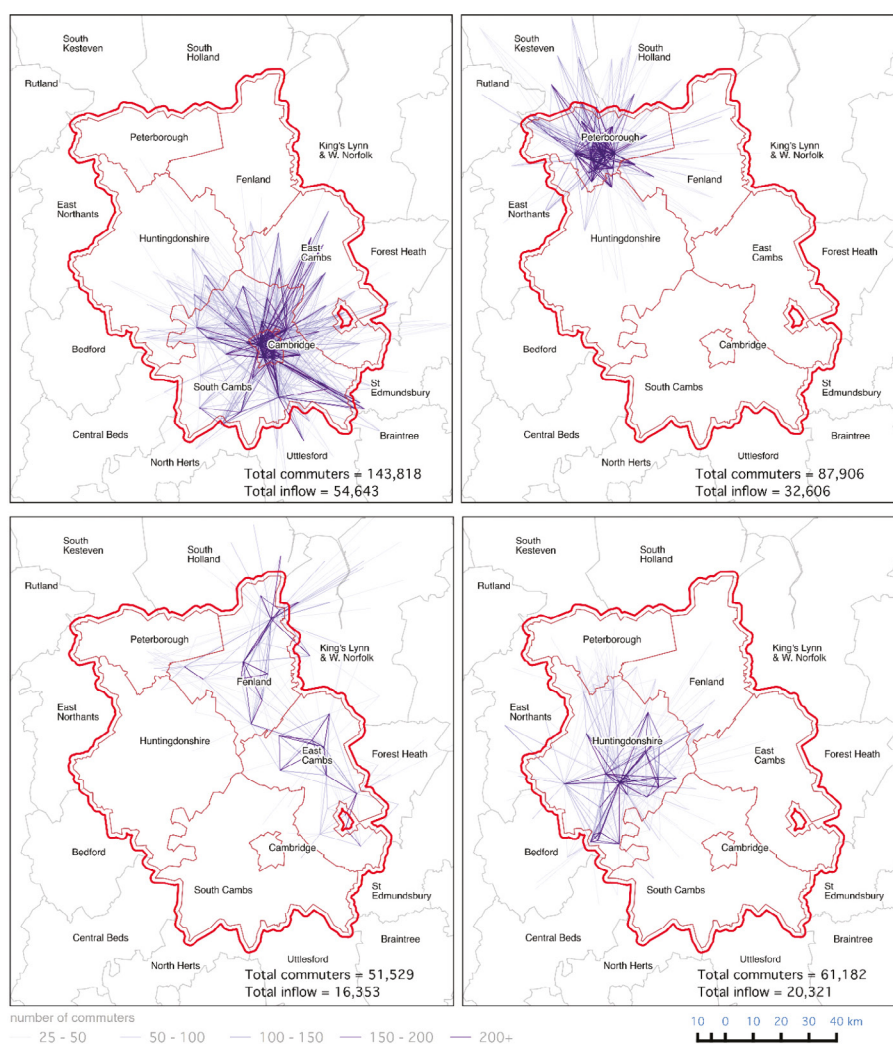 South
Kesteven
South
Holland
Rutland
Peterborough
King's Lynn
& W. Norfolk
Fenland
East
Northants
Huntingdonshire
East
Cambs
Forest Heath
Bedford
Cambridge
South Cambs
St
Edmundsbury
Central Beds
Braintree
North Herts
Uttlesford
Total commuters = 143,818
Total inflow = 54,643
South
Kesteven
South
Holland
Rutland
Peterborough
King's Lynn
& W. Norfolk
Fenland
East
Northants
Huntingdonshire
East
Cambs
Forest Heath
Bedford
Cambridge
South Cambs
St
Edmundsbury
Central Beds
Braintree
North Herts
Uttlesford
Total commuters = 87,906
Total inflow = 32,606
South
Kesteven
South
Holland
Rutland
Peterborough
King's Lynn
& W. Norfolk
Fenland
East
Northants
Huntingdonshire
East
Cambs
Forest Heath
Bedford
Cambridge
South Cambs
St
Edmundsbury
Central Beds
Braintree
North Herts
Uttlesford
Total commuters = 51,529
Total inflow = 16,353
South
Kesteven
South
Holland
Rutland
Peterborough
King's Lynn
& W. Norfolk
Fenland
East
Northants
Huntingdonshire
East
Cambs
Forest Heath
Bedford
Cambridge
South Cambs
St
Edmundsbury
Central Beds
Braintree
North Herts
Uttlesford
Total commuters = 61,182
Total inflow = 20,321
number of commuters
25 - 50 50 - 100 100 - 150 150 - 200 200+
10 0 10 20 30 40 km